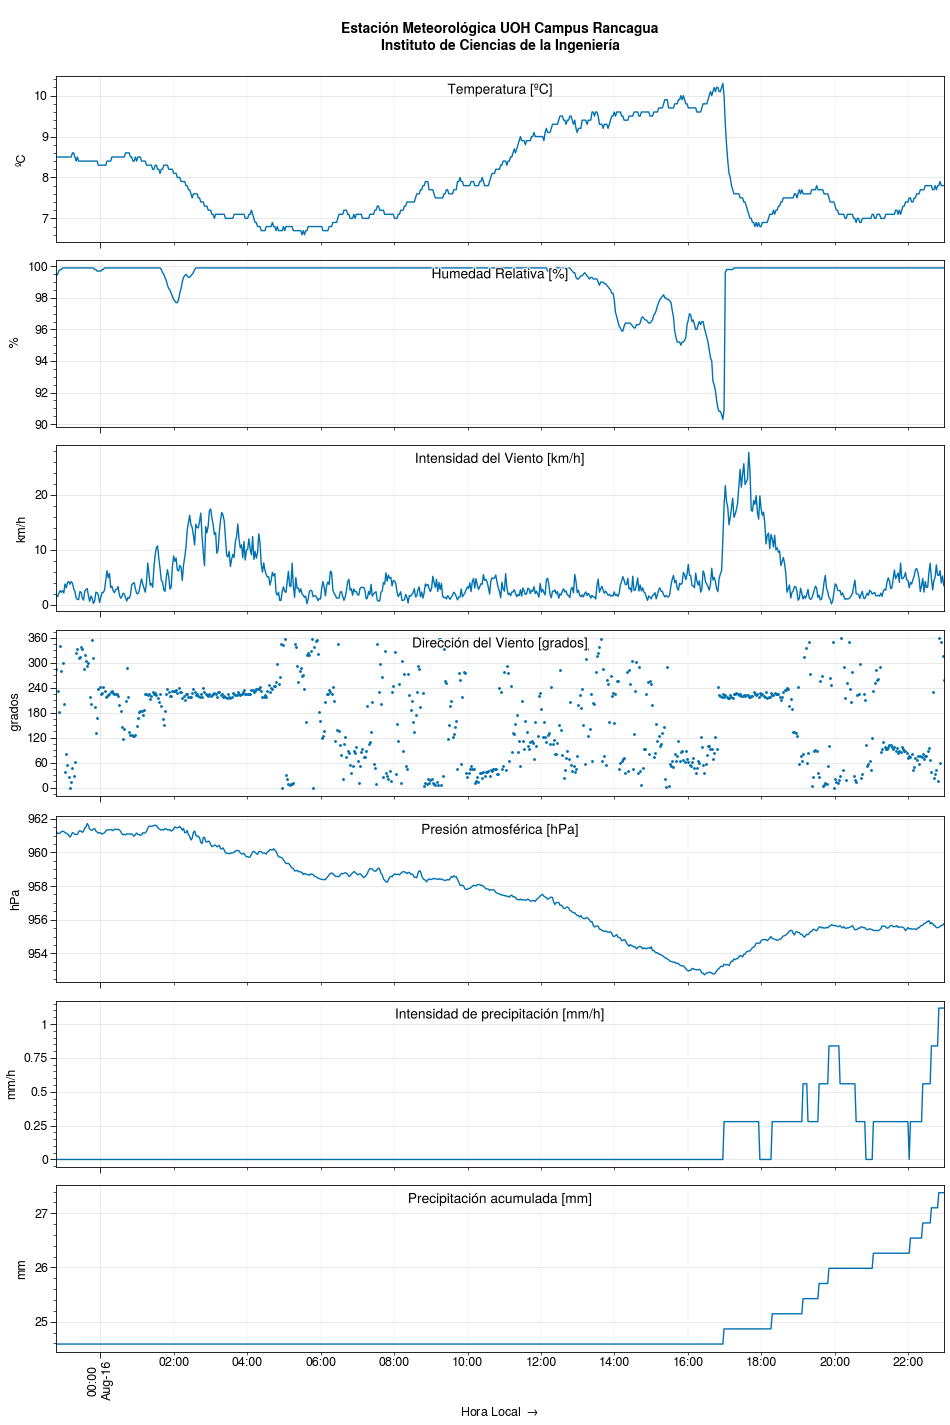 Estación Meteorológica UOH Campus Rancagua
Instituto de Ciencias de la Ingeniería
Temperatura [ºC]
10
9
8
7
ºC
Humedad Relativa [%]
100
98
96
94
92
90
%
Intensidad del Viento [km/h]
20
10
0
km/h
Dirección del Viento [grados]
360
300
240
180
120
60
0
grados
Presión atmosférica [hPa]
962
960
958
956
954
hPa
Intensidad de precipitación [mm/h]
1
0.75
0.5
0.25
0
mm/h
Precipitación acumulada [mm]
27
26
25
mm
00:00
Aug-16
02:00
04:00
06:00
08:00
10:00
12:00
14:00
16:00
18:00
20:00
22:00
Hora Local →